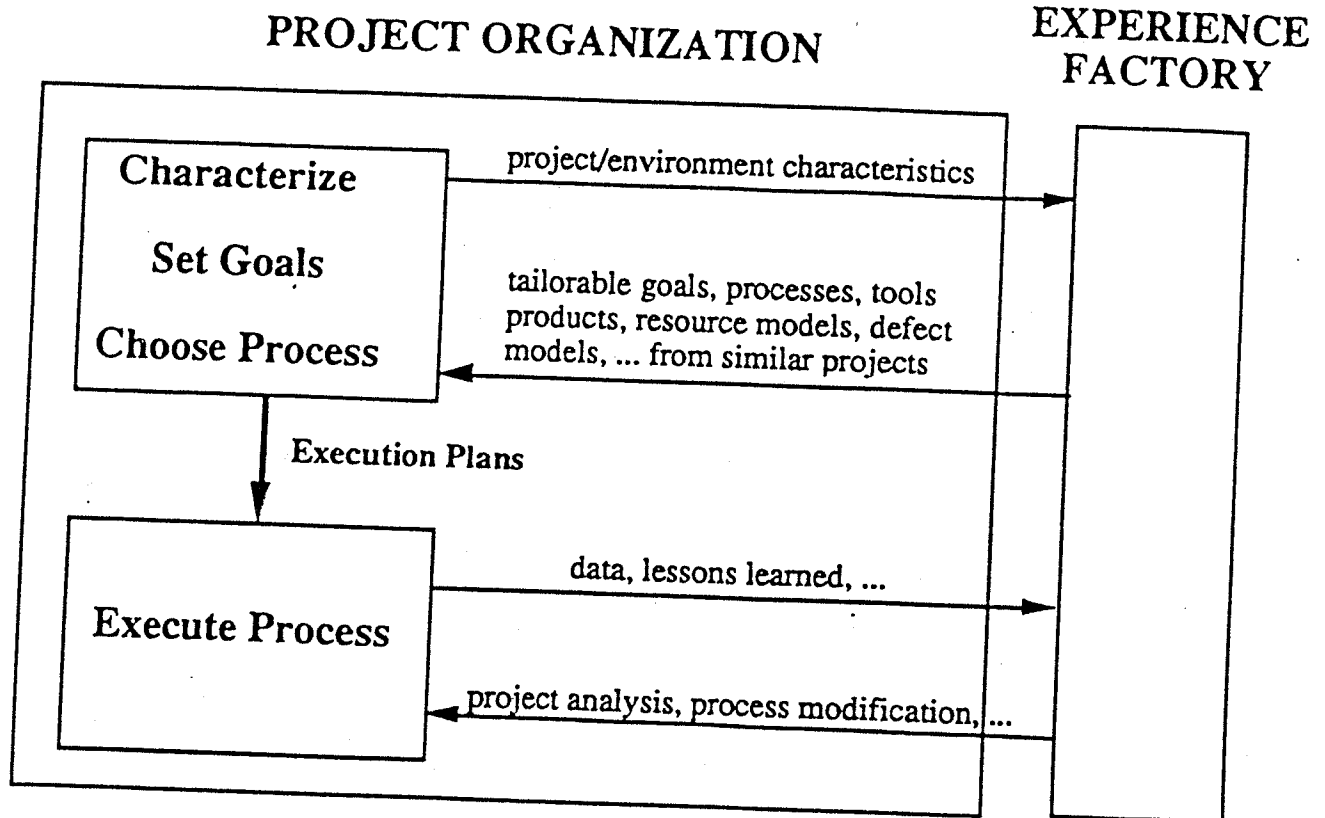 PROJECT ORGANIZATION
EXPERIENCE
FACTORY
Characterize
Set Goals
Choose Process
project/environment characteristics
tailorable goals, processes, tools
products, resource models, defect
models, ... from similar projects
Execution Plans
Execute Process
data, lessons learned, ...
project analysis, process modification, ...